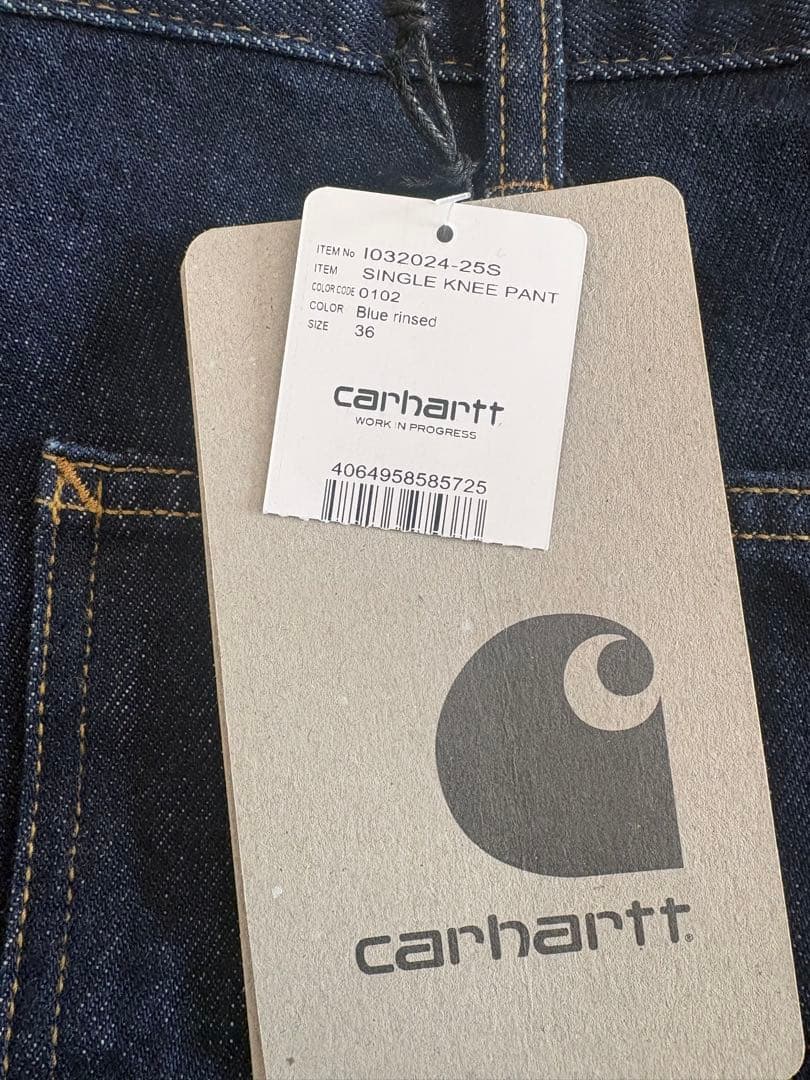 ITEM No I032024-25S
ITEM SINGLE KNEE PANT
COLOR CODE 0102
COLOR Blue rinsed
SIZE 36
carhartt
WORK IN PROGRESS
4064958585725
carhartt®